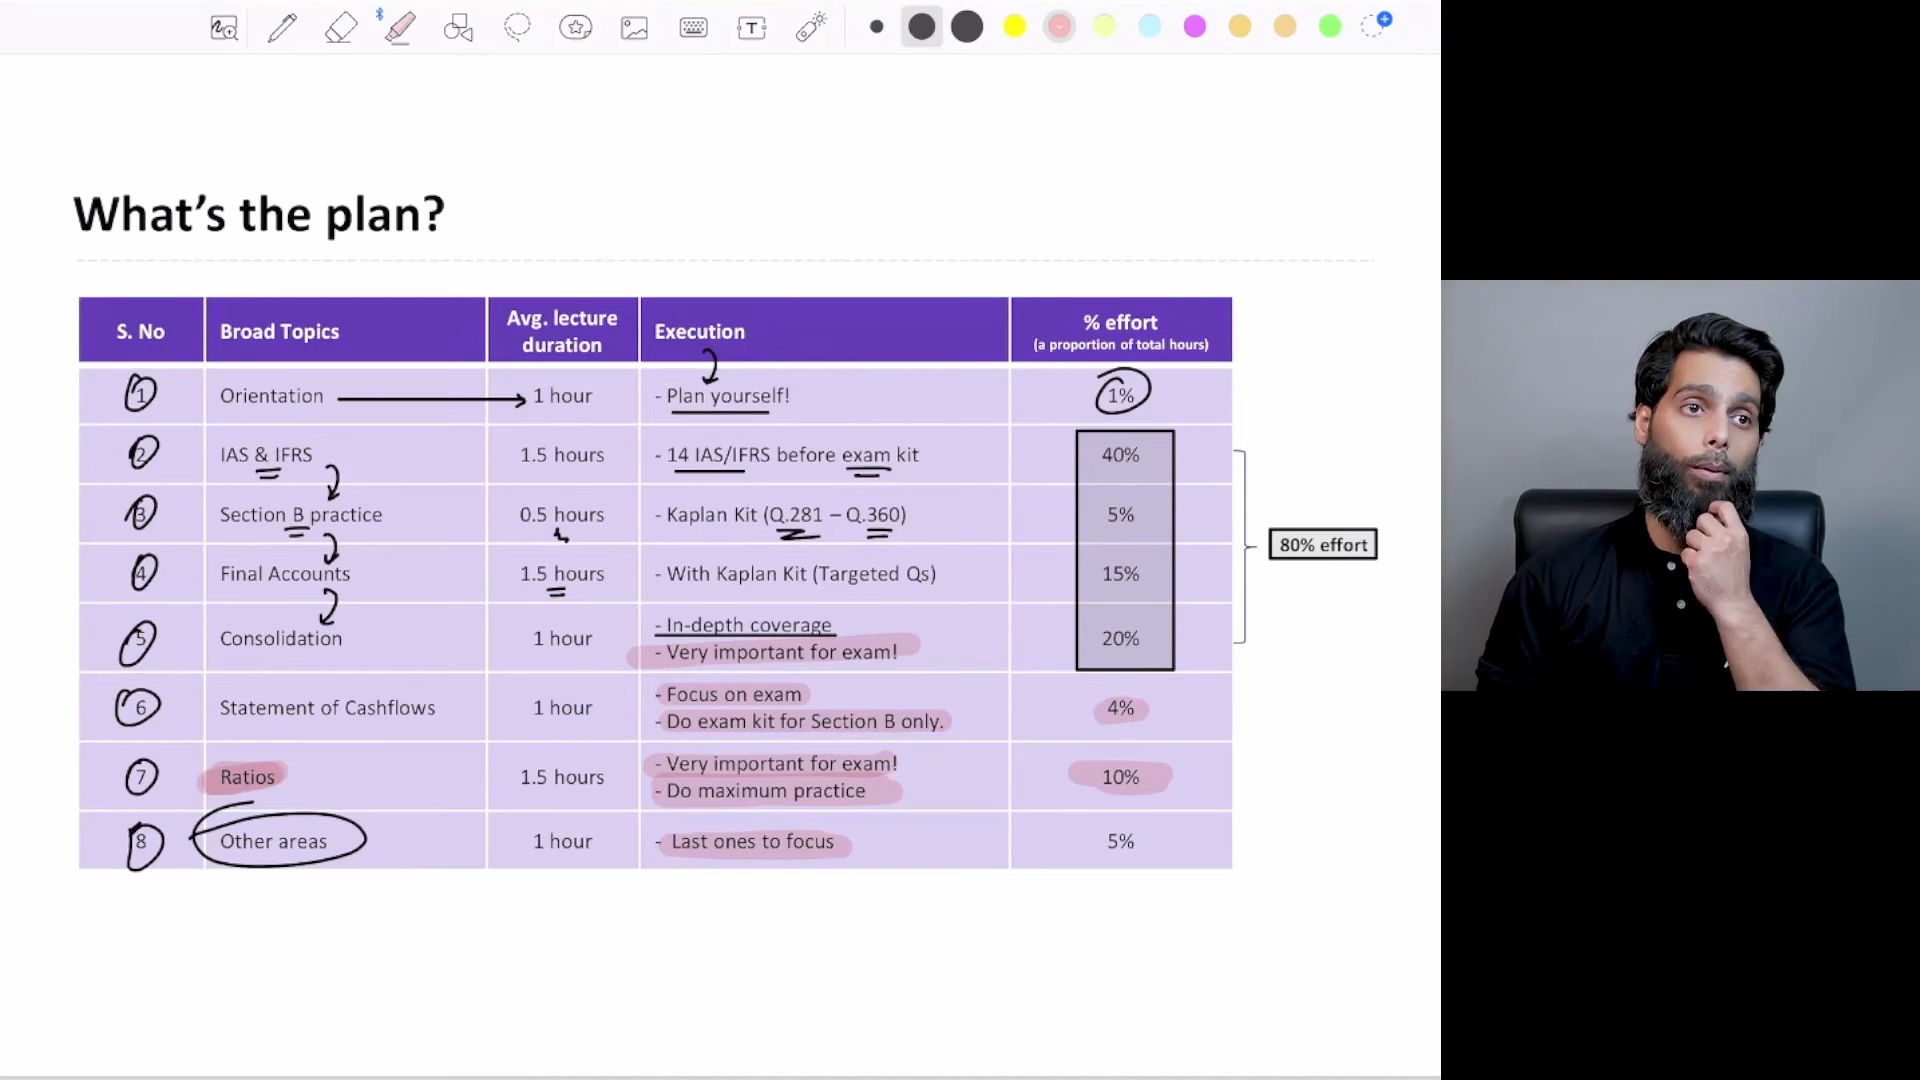 What's the plan?
S. No
Broad Topics
Avg. lecture
duration
Execution
% effort
(a proportion of total hours)
1
Orientation
1 hour
- Plan yourself!
1%
2
IAS & IFRS
1.5 hours
- 14 IAS/IFRS before exam kit
40%
3
Section B practice
0.5 hours
- Kaplan Kit (Q.281 – Q.360)
5%
4
Final Accounts
1.5 hours
- With Kaplan Kit (Targeted Qs)
15%
5
Consolidation
1 hour
- In-depth coverage
- Very important for exam!
20%
80% effort
6
Statement of Cashflows
1 hour
- Focus on exam
- Do exam kit for Section B only.
4%
7
Ratios
1.5 hours
- Very important for exam!
- Do maximum practice
10%
8
Other areas
1 hour
- Last ones to focus
5%